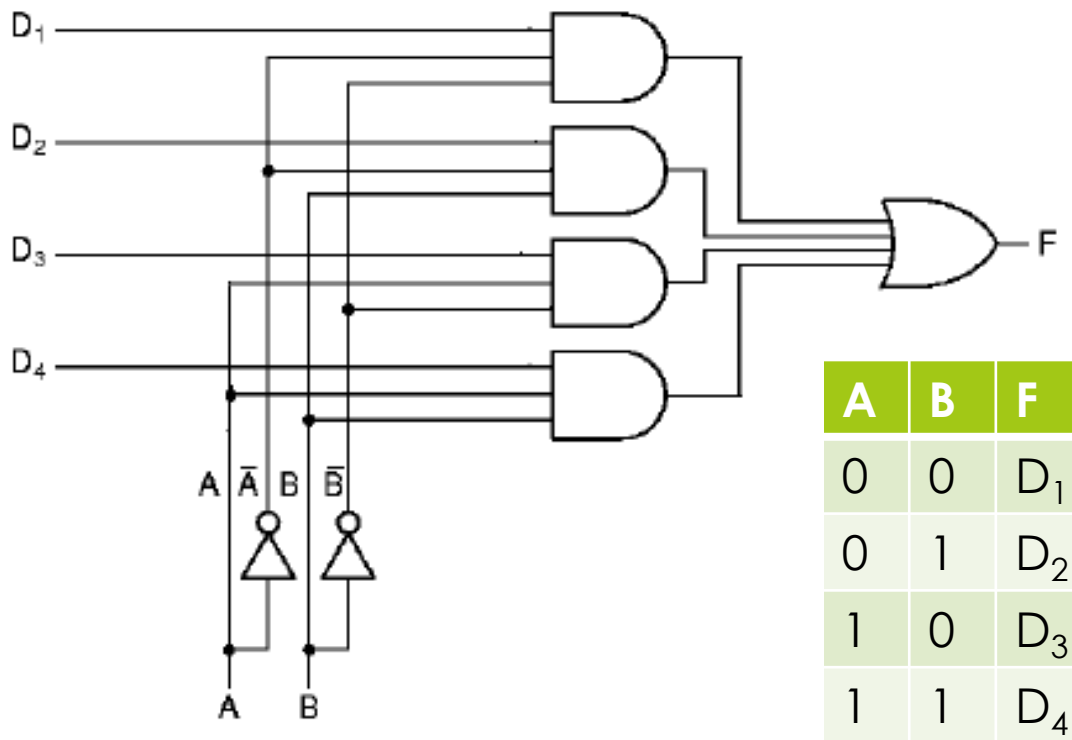 D₁
D₂
D₃
D₄
F
A Ā B B̄
A B
A B F
0 0 D₁
0 1 D₂
1 0 D₃
1 1 D₄